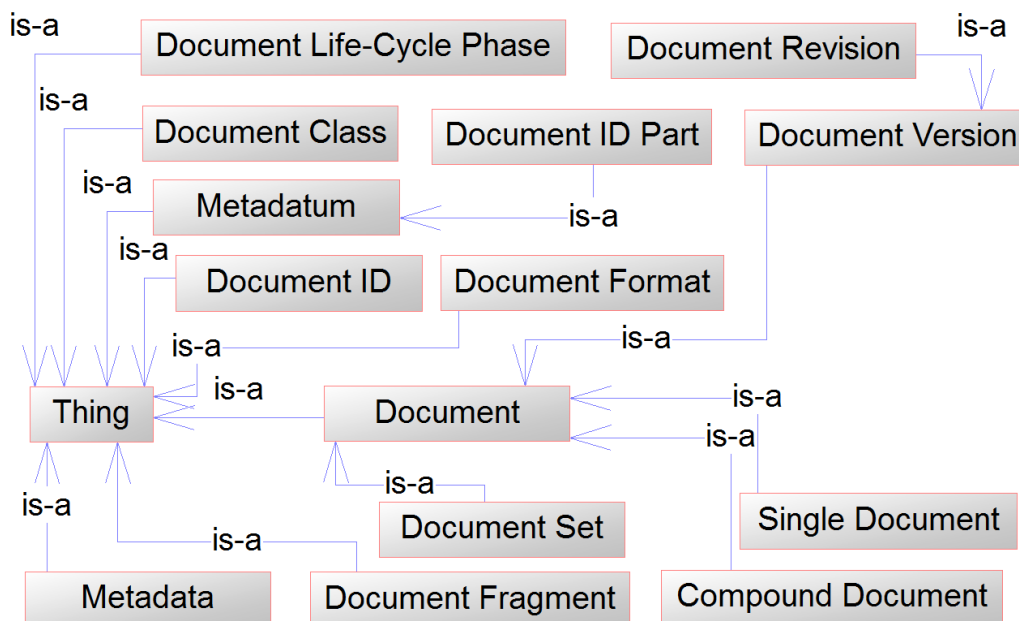 is-a
Document Life-Cycle Phase
Document Revision
is-a
is-a
Document Class
Document ID Part
Document Version
is-a
Metadatum
is-a
is-a
Document ID
Document Format
is-a
is-a
is-a
Thing
Document
is-a
is-a
is-a
is-a
Document Set
Single Document
is-a
Metadata
Document Fragment
Compound Document